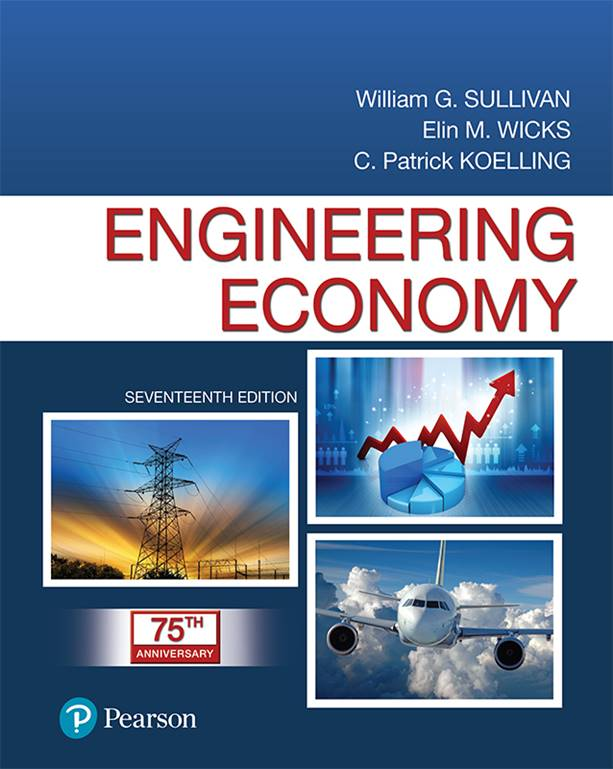 William G. SULLIVAN
Elin M. WICKS
C. Patrick KOELLING
ENGINEERING
ECONOMY
SEVENTEENTH EDITION
75TH
ANNIVERSARY
P Pearson